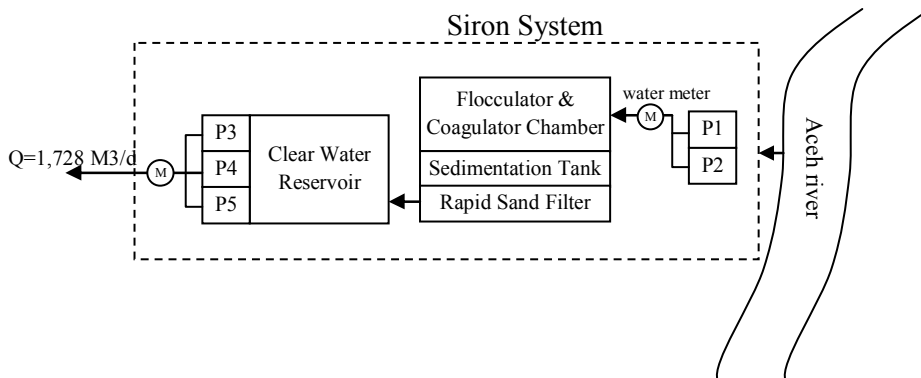 Siron System
Q=1,728 M3/d
M
P3
P4
P5
Clear Water
Reservoir
Flocculator &
Coagulator Chamber
Sedimentation Tank
Rapid Sand Filter
water meter
M
P1
P2
Aceh river